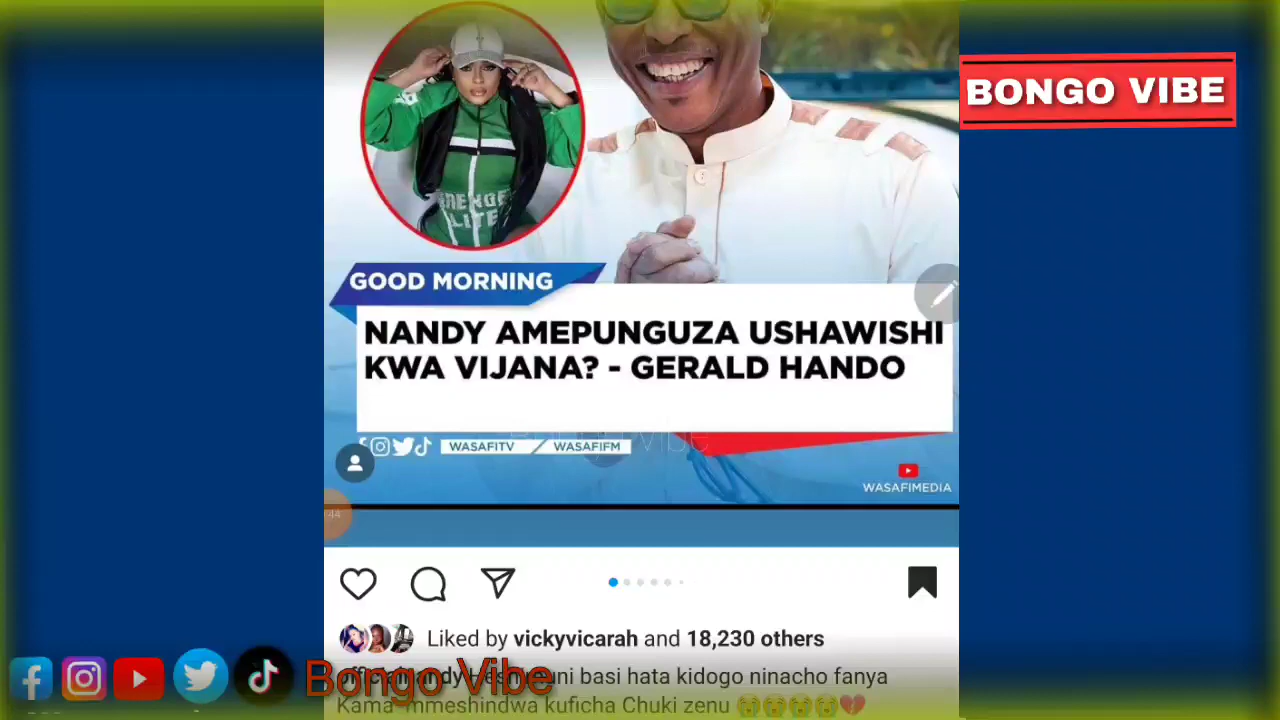 BONGO VIBE
GOOD MORNING
NANDY AMEPUNGUZA USHAWISHI
KWA VIJANA? - GERALD HANDO
WASAFITV
WASAFIFM
WASAFIMEDIA
Liked by vickyvicarah and 18,230 others
basi hata kidogo ninacho fanya
Kama mmeshindwa kuficha Chuki zenu 😭😭😭😭💔
Bongo Vibe